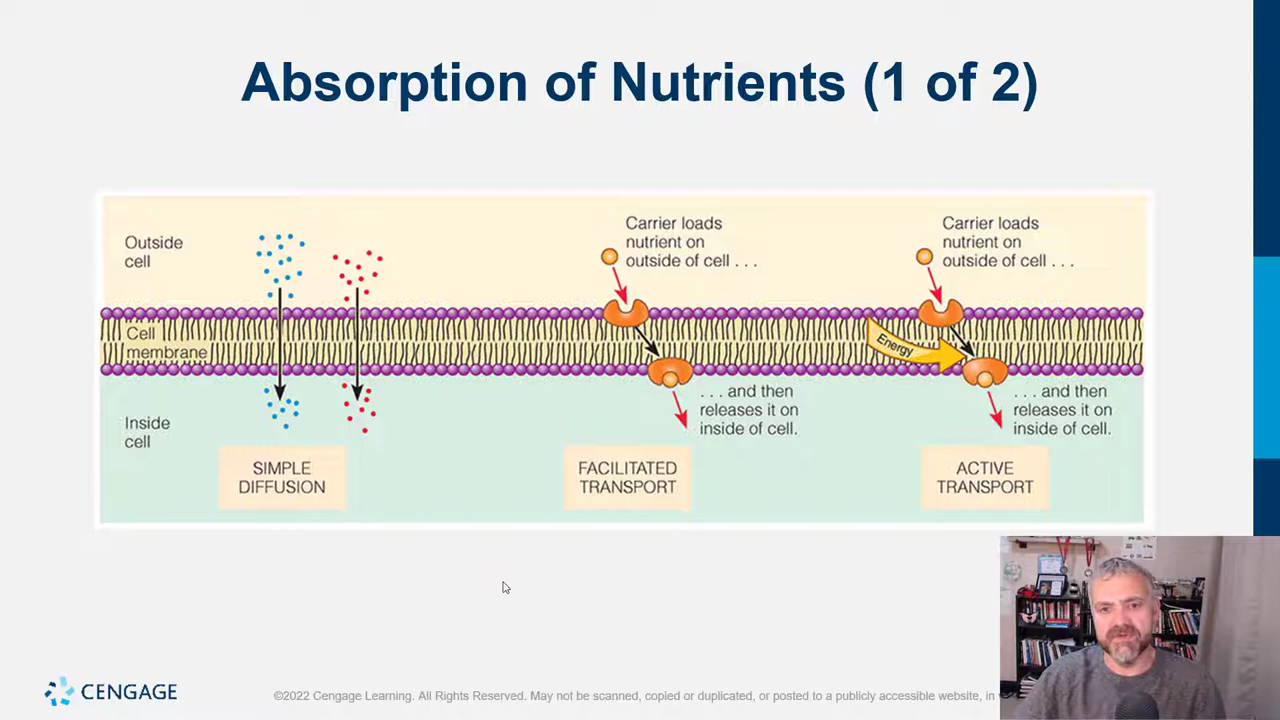 Absorption of Nutrients (1 of 2)
Outside
cell
Carrier loads
nutrient on
outside of cell . . .
Carrier loads
nutrient on
outside of cell . . .
Cell
membrane
Energy
. . . and then
releases it on
inside of cell.
. . . and then
releases it on
inside of cell.
Inside
cell
SIMPLE
DIFFUSION
FACILITATED
TRANSPORT
ACTIVE
TRANSPORT
CENGAGE
©2022 Cengage Learning. All Rights Reserved. May not be scanned, copied or duplicated, or posted to a publicly accessible website, in